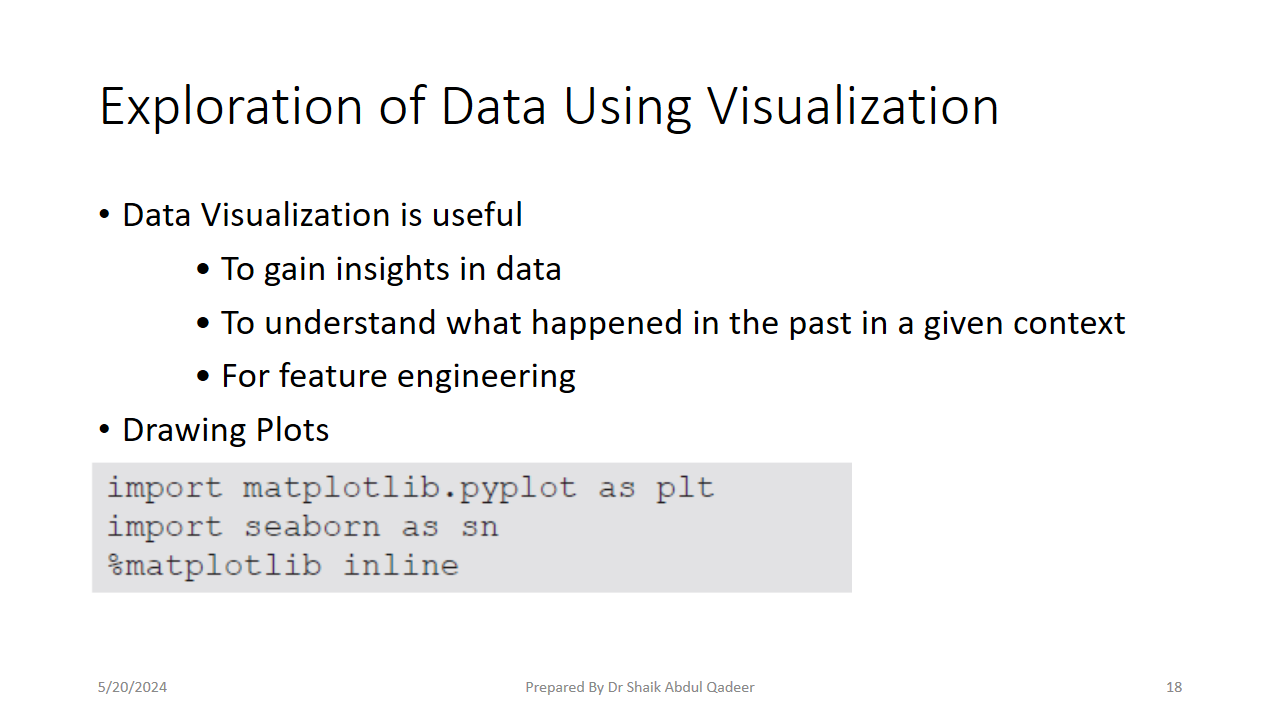 Exploration of Data Using Visualization
• Data Visualization is useful
• To gain insights in data
• To understand what happened in the past in a given context
• For feature engineering
• Drawing Plots
import matplotlib.pyplot as plt
import seaborn as sn
%matplotlib inline
5/20/2024 Prepared By Dr Shaik Abdul Qadeer 18